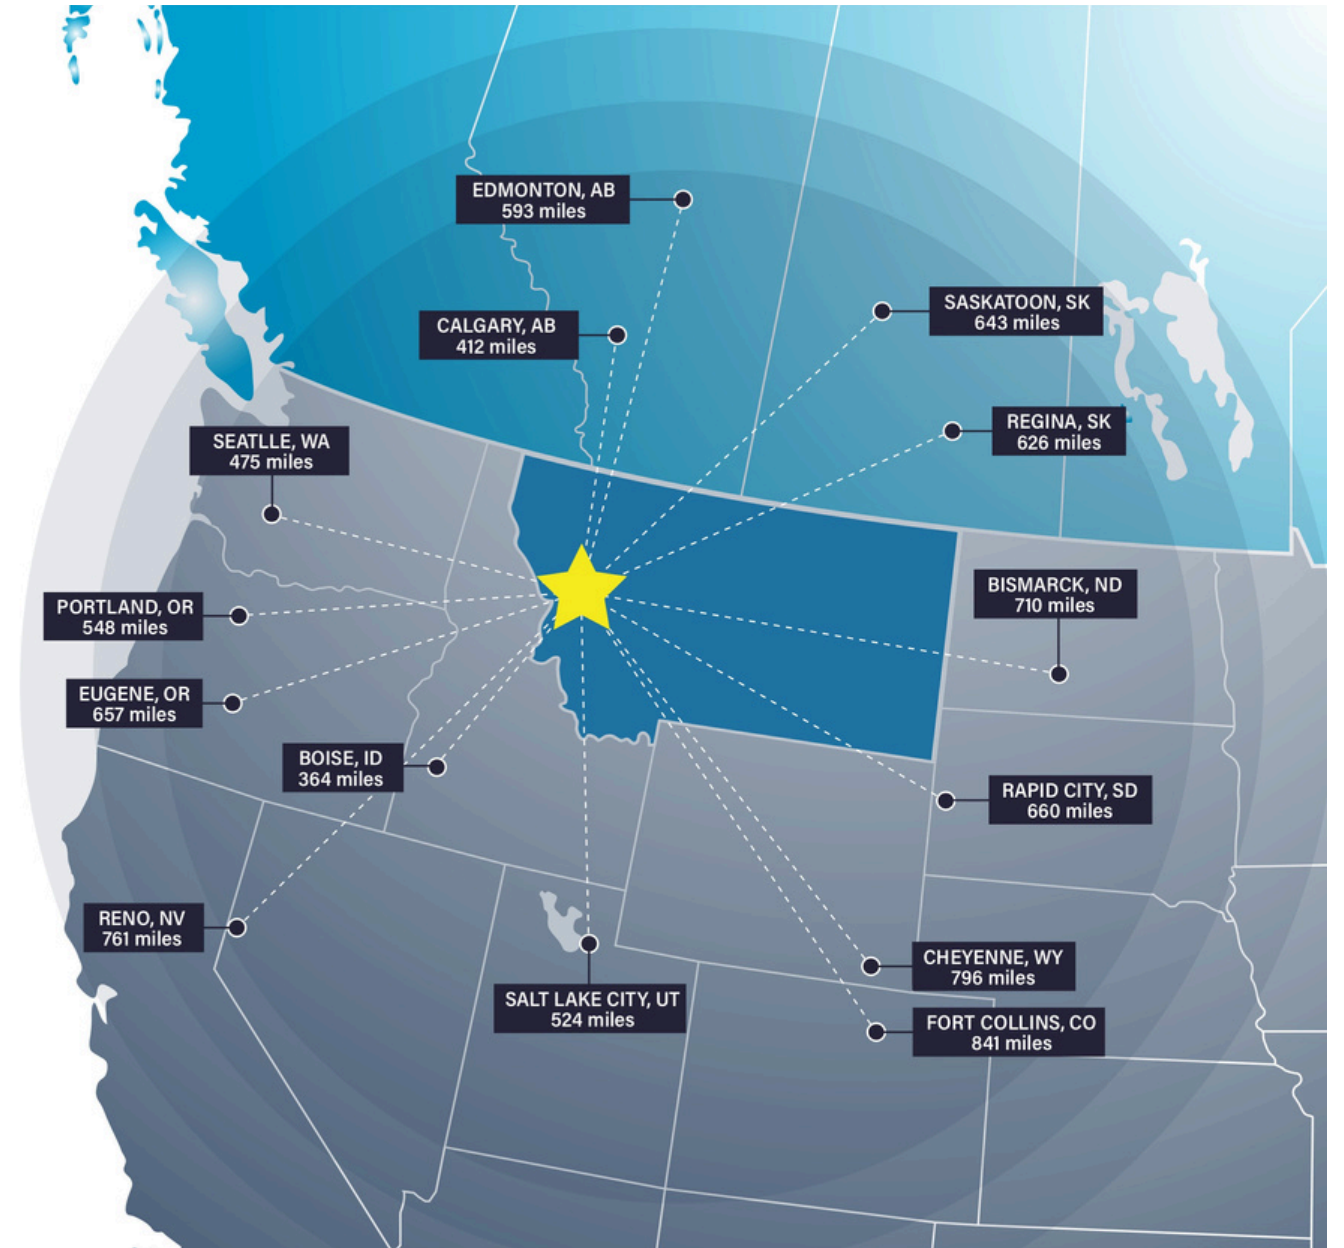 EDMONTON, AB
593 miles
CALGARY, AB
412 miles
SASKATOON, SK
643 miles
REGINA, SK
626 miles
SEATLLE, WA
475 miles
PORTLAND, OR
548 miles
BISMARCK, ND
710 miles
EUGENE, OR
657 miles
BOISE, ID
364 miles
RAPID CITY, SD
660 miles
RENO, NV
761 miles
CHEYENNE, WY
796 miles
SALT LAKE CITY, UT
524 miles
FORT COLLINS, CO
841 miles